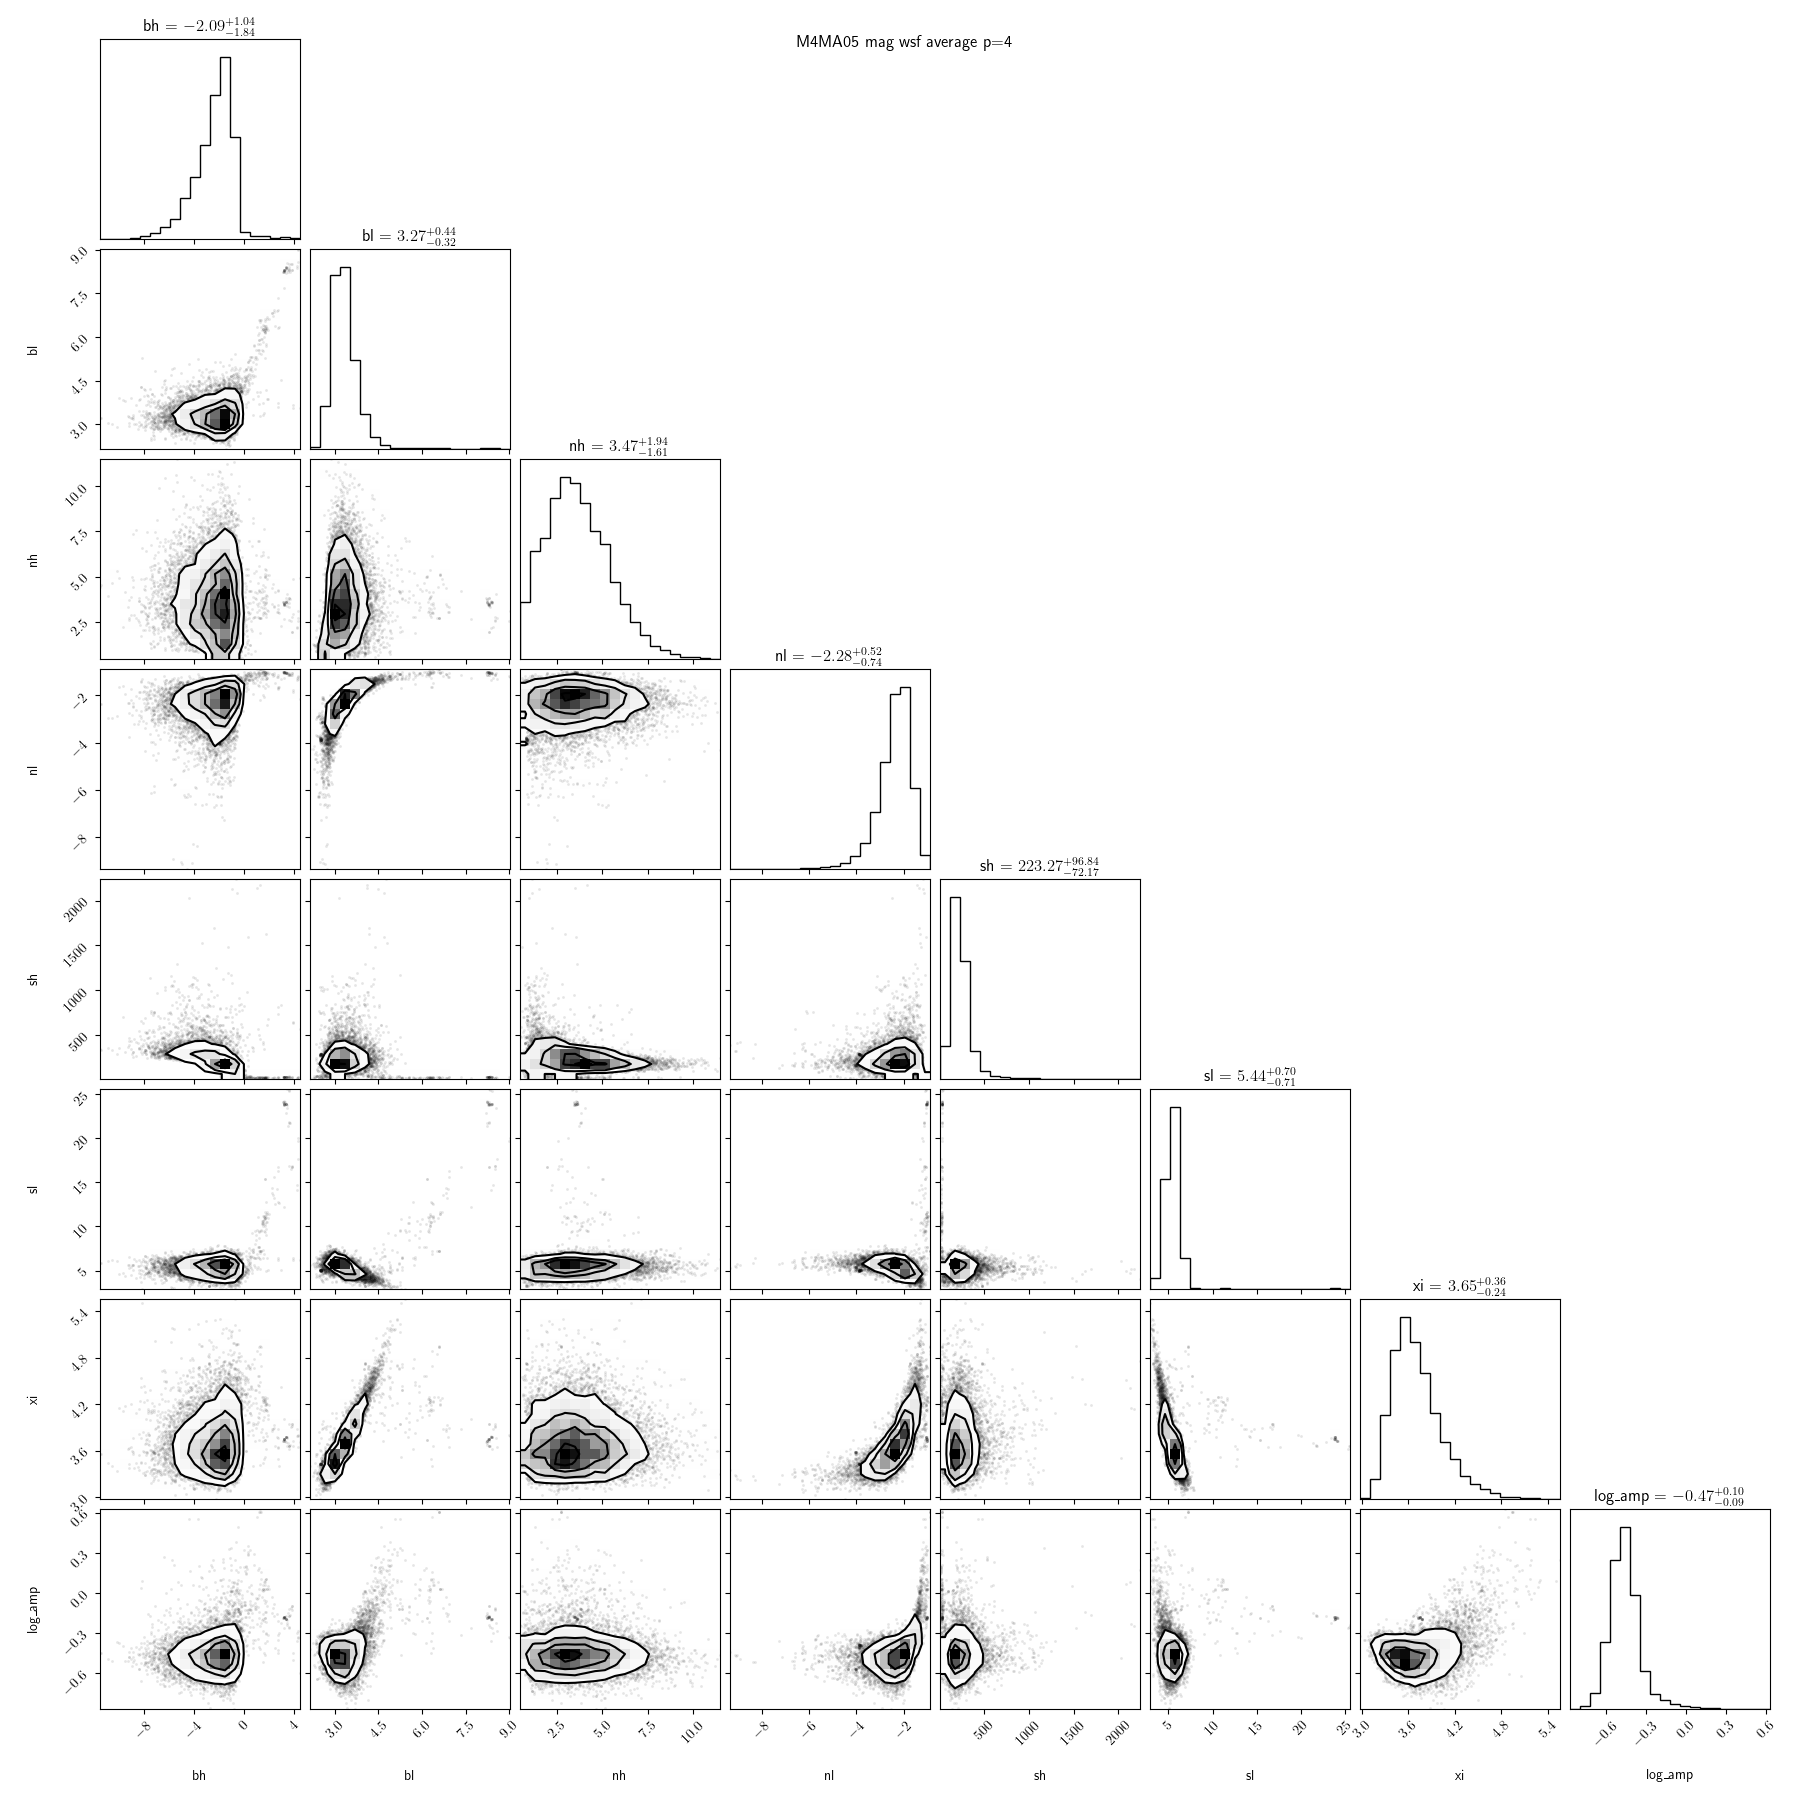 M4MA05 mag wsf average p=4
bh = −2.09+1.04−1.84
bl = 3.27+0.44−0.32
9.0
7.5
6.0
4.5
3.0
bl
nh = 3.47+1.94−1.61
10.0
7.5
5.0
2.5
nh
nl = −2.28+0.52−0.74
−2
−4
−6
−8
nl
sh = 223.27+96.84−72.17
2000
1500
1000
500
sh
sl = 5.44+0.70−0.71
25
20
15
10
5
sl
xi = 3.65+0.36−0.24
5.4
4.8
4.2
3.6
3.0
xi
log_amp = −0.47+0.10−0.09
0.6
0.3
0.0
−0.3
−0.6
log_amp
−8 −4 0 4 3.0 4.5 6.0 7.5 9.0 2.5 5.0 7.5 10.0 −8 −6 −4 −2 500 1000 1500 2000 5 10 15 20 25 3.0 3.6 4.2 4.8 5.4 −0.6 −0.3 0.0 0.3 0.6
bh bl nh nl sh sl xi log_amp